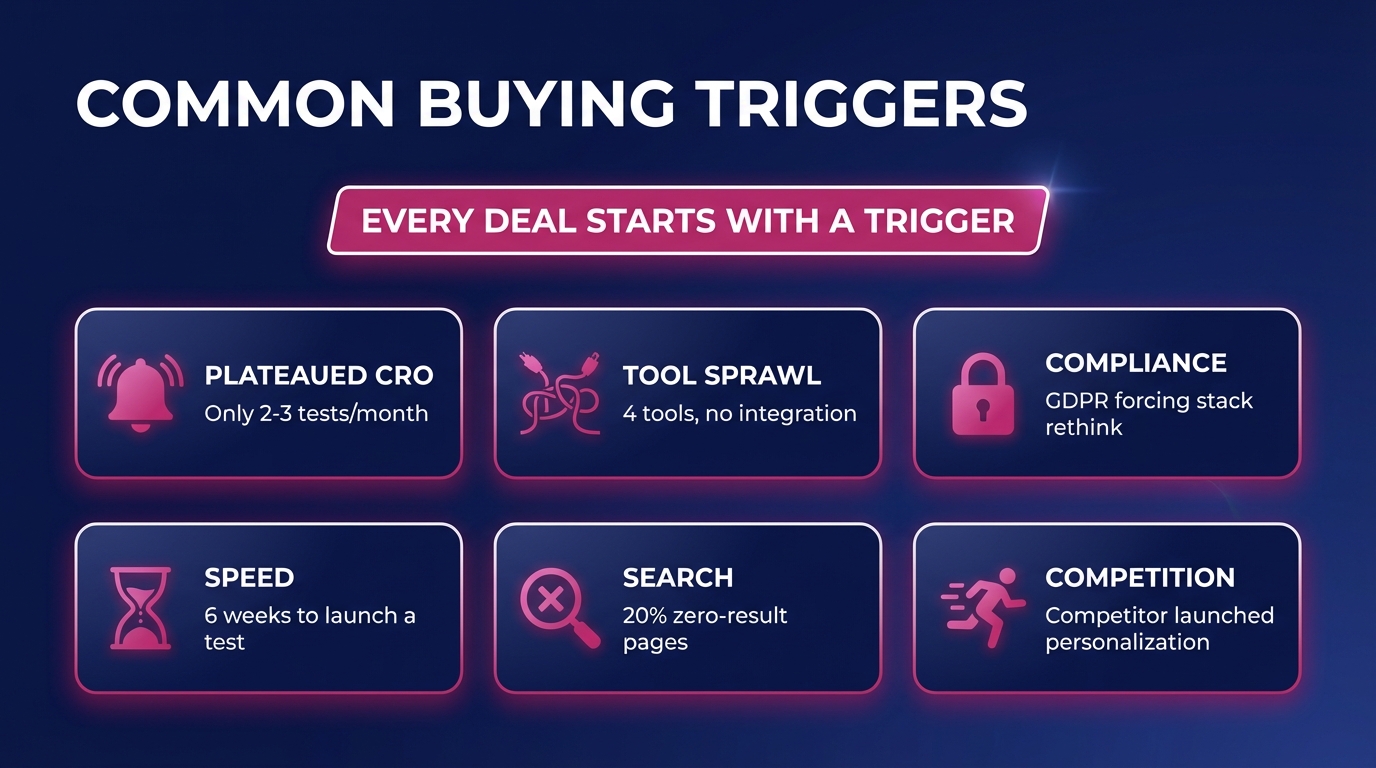 COMMON BUYING TRIGGERS
EVERY DEAL STARTS WITH A TRIGGER
PLATEAUED CRO
Only 2-3 tests/month
TOOL SPRAWL
4 tools, no integration
COMPLIANCE
GDPR forcing stack
rethink
SPEED
6 weeks to launch a
test
SEARCH
20% zero-result
pages
COMPETITION
Competitor launched
personalization